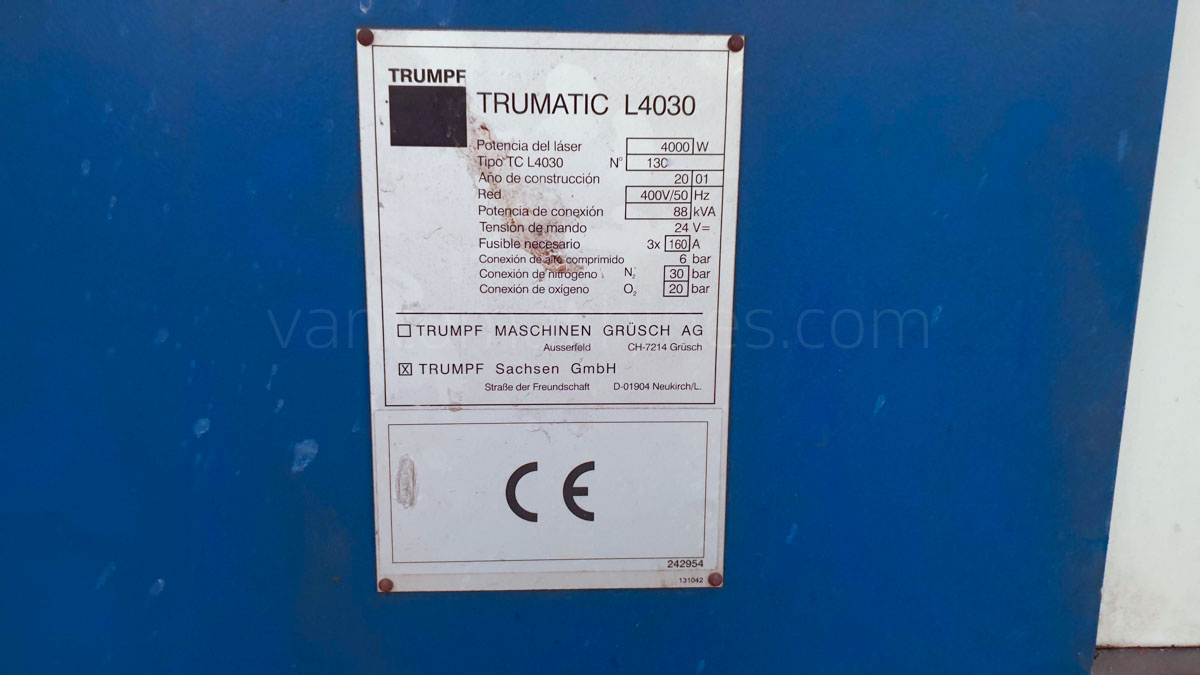 TRUMPF
TRUMATIC L4030
Potencia del láser 4000 W
Tipo TC L4030 N° 130
Año de construcción 20 01
Red 400V/50 Hz
Potencia de conexión 88 kVA
Tensión de mando 24 V=
Fusible necesario 3x 160 A
Conexión de aire comprimido 6 bar
Conexión de nitrógeno N₂ 30 bar
Conexión de oxígeno O₂ 20 bar
TRUMPF MASCHINEN GRÜSCH AG
Ausserfeld CH-7214 Grüsch
X TRUMPF Sachsen GmbH
Straße der Freundschaft D-01904 Neukirch/L.
CE
242954
131042